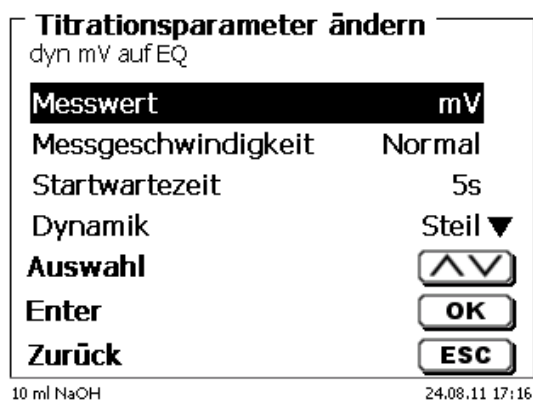 Titrationsparameter ändern
dyn mV auf EQ
Messwert mV
Messgeschwindigkeit Normal
Startwartezeit 5s
Dynamik Steil ▼
Auswahl
Enter OK
Zurück ESC
10 ml NaOH 24.08.11 17:16